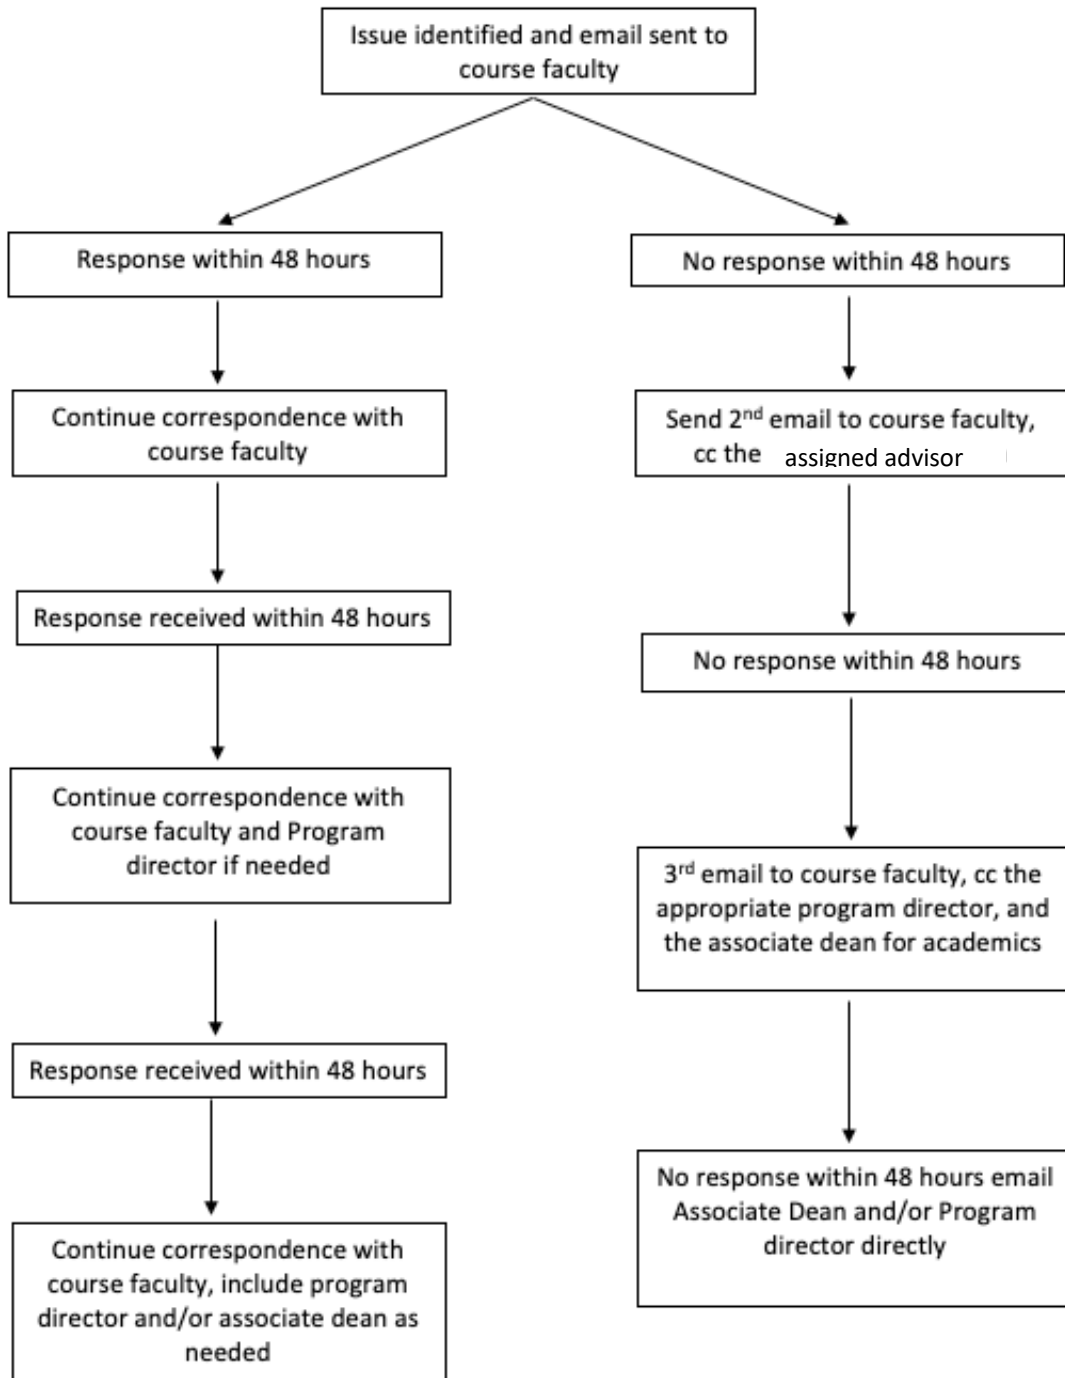 Issue identified and email sent to
course faculty
Response within 48 hours
Continue correspondence with
course faculty
Response received within 48 hours
Continue correspondence with
course faculty and Program
director if needed
Response received within 48 hours
Continue correspondence with
course faculty, include program
director and/or associate dean as
needed
No response within 48 hours
Send 2nd email to course faculty,
cc the assigned advisor
No response within 48 hours
3rd email to course faculty, cc the
appropriate program director, and
the associate dean for academics
No response within 48 hours email
Associate Dean and/or Program
director directly